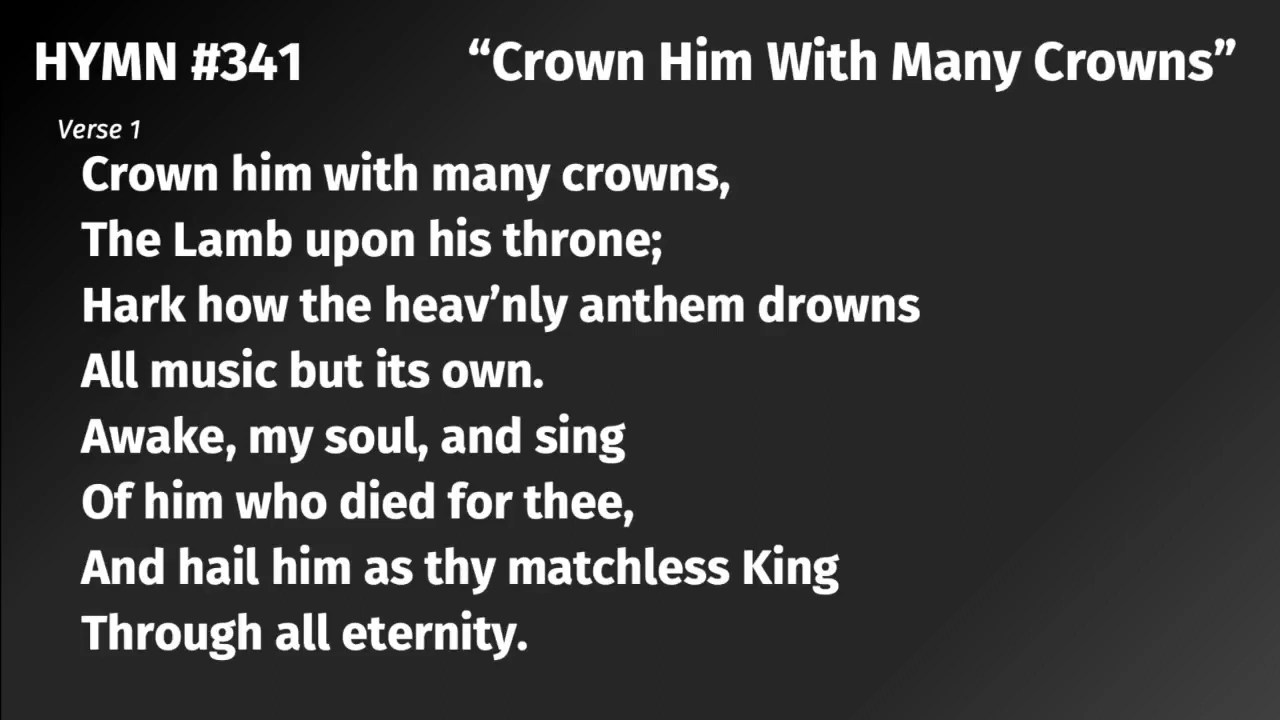 HYMN #341 “Crown Him With Many Crowns”
Verse 1
Crown him with many crowns,
The Lamb upon his throne;
Hark how the heav’nly anthem drowns
All music but its own.
Awake, my soul, and sing
Of him who died for thee,
And hail him as thy matchless King
Through all eternity.